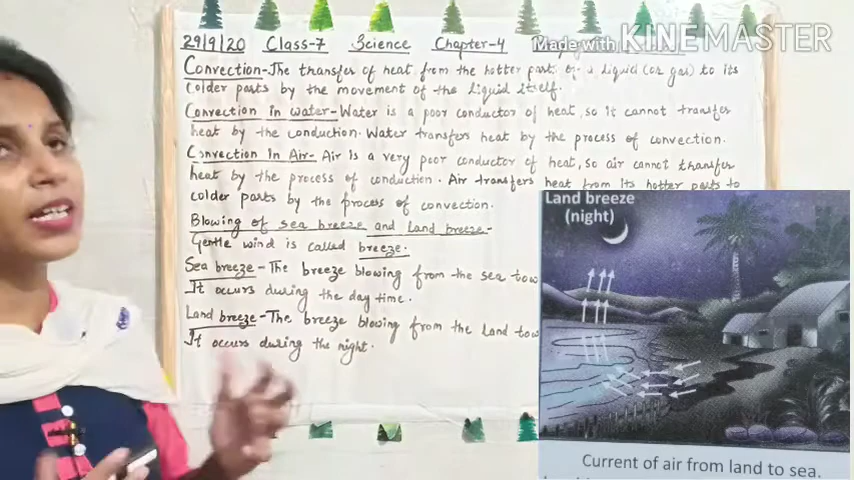 29/9/20 Class-7 Science Chapter-4
Made with KINEMASTER
Convection-The transfer of heat from the hotter part of a liquid (or gas) to its
colder parts by the movement of the liquid itself.
Convection in water-Water is a poor conductor of heat, so it cannot transfer
heat by the conduction. Water transfers heat by the process of convection.
Convection in Air- Air is a very poor conductor of heat, so air cannot transfer
heat by the process of conduction. Air transfers heat from its hotter parts to
colder parts by the process of convection.
Blowing of sea breeze and Land breeze-
Gentle wind is called breeze.
Sea breeze-The breeze blowing from the sea tow
It occurs during the day time.
Land breeze-The breeze blowing from the Land tow
It occurs during the night.
Land breeze
(night)
Current of air from land to sea.